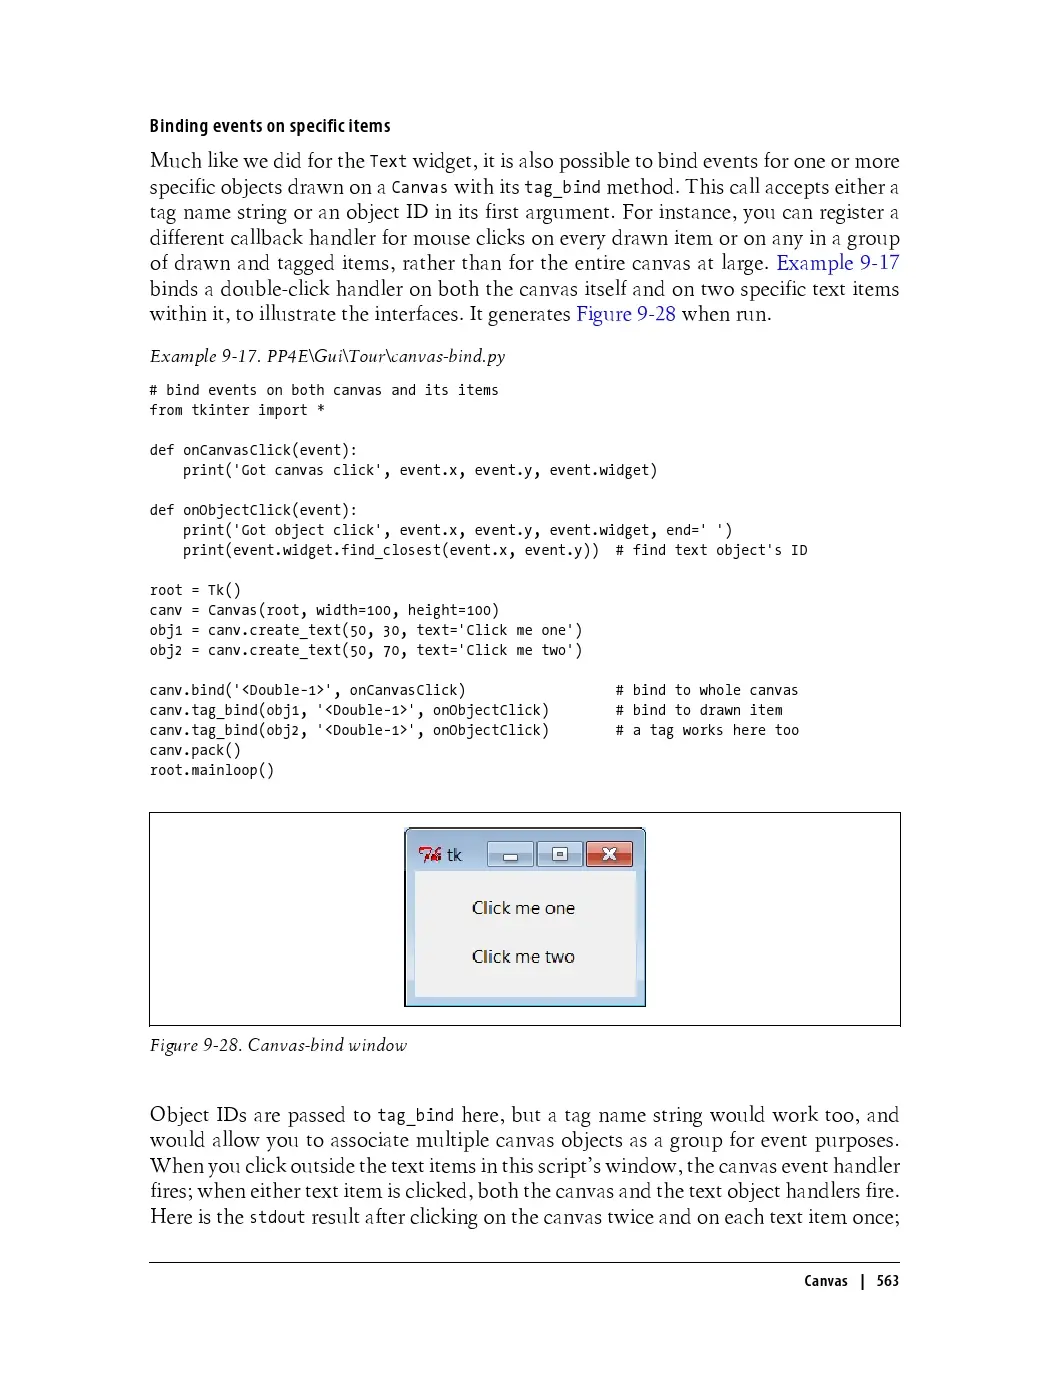 Binding events on specific items
Much like we did for the Text widget, it is also possible to bind events for one or more
specific objects drawn on a Canvas with its tag_bind method. This call accepts either a
tag name string or an object ID in its first argument. For instance, you can register a
different callback handler for mouse clicks on every drawn item or on any in a group
of drawn and tagged items, rather than for the entire canvas at large. Example 9-17
binds a double-click handler on both the canvas itself and on two specific text items
within it, to illustrate the interfaces. It generates Figure 9-28 when run.
Example 9-17. PP4E\Gui\Tour\canvas-bind.py
# bind events on both canvas and its items
from tkinter import *
def onCanvasClick(event):
    print('Got canvas click', event.x, event.y, event.widget)
def onObjectClick(event):
    print('Got object click', event.x, event.y, event.widget, end=' ')
    print(event.widget.find_closest(event.x, event.y))  # find text object's ID
root = Tk()
canv = Canvas(root, width=100, height=100)
obj1 = canv.create_text(50, 30, text='Click me one')
obj2 = canv.create_text(50, 70, text='Click me two')
canv.bind('<Double-1>', onCanvasClick)                  # bind to whole canvas
canv.tag_bind(obj1, '<Double-1>', onObjectClick)        # bind to drawn item
canv.tag_bind(obj2, '<Double-1>', onObjectClick)        # a tag works here too
canv.pack()
root.mainloop()
Tk tk
Click me one
Click me two
Figure 9-28. Canvas-bind window
Object IDs are passed to tag_bind here, but a tag name string would work too, and
would allow you to associate multiple canvas objects as a group for event purposes.
When you click outside the text items in this script's window, the canvas event handler
fires; when either text item is clicked, both the canvas and the text object handlers fire.
Here is the stdout result after clicking on the canvas twice and on each text item once;
Canvas | 563